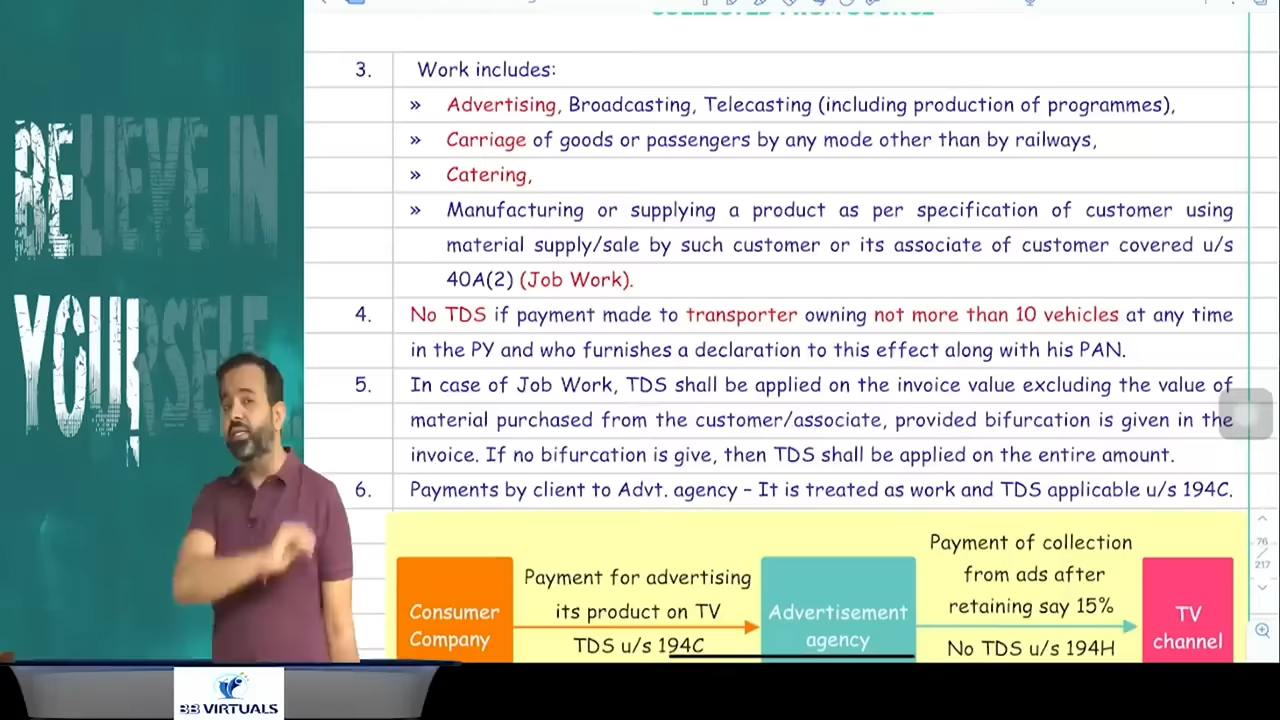 COLLECTED FROM SOURCE
BELIEVE IN
YOURSELF
3. Work includes:
» Advertising, Broadcasting, Telecasting (including production of programmes),
» Carriage of goods or passengers by any mode other than by railways,
» Catering,
» Manufacturing or supplying a product as per specification of customer using
material supply/sale by such customer or its associate of customer covered u/s
40A(2) (Job Work).
4. No TDS if payment made to transporter owning not more than 10 vehicles at any time
in the PY and who furnishes a declaration to this effect along with his PAN.
5. In case of Job Work, TDS shall be applied on the invoice value excluding the value of
material purchased from the customer/associate, provided bifurcation is given in the
invoice. If no bifurcation is give, then TDS shall be applied on the entire amount.
6. Payments by client to Advt. agency – It is treated as work and TDS applicable u/s 194C.
Consumer
Company
Payment for advertising
its product on TV
TDS u/s 194C
Advertisement
agency
Payment of collection
from ads after
retaining say 15%
No TDS u/s 194H
TV
channel
76
217
BB VIRTUALS